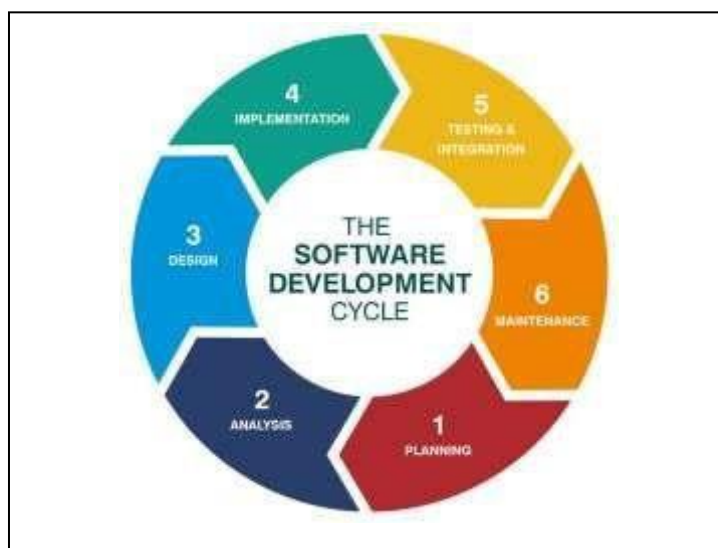 THE
SOFTWARE
DEVELOPMENT
CYCLE
1
PLANNING
2
ANALYSIS
3
DESIGN
4
IMPLEMENTATION
5
TESTING &
INTEGRATION
6
MAINTENANCE